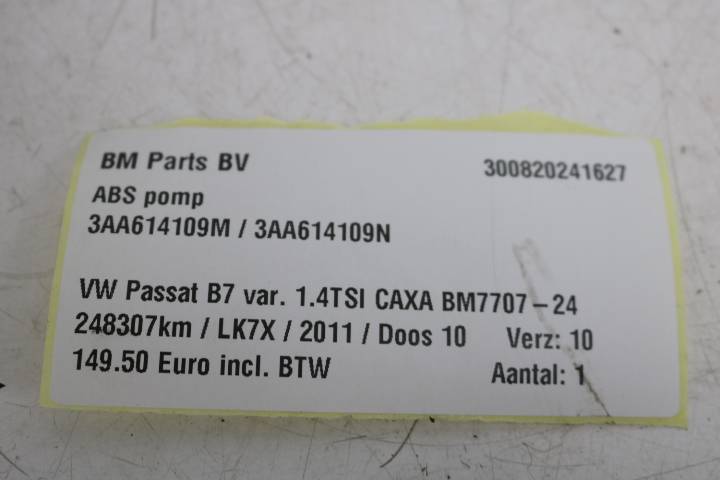 BM Parts BV 300820241627
ABS pomp
3AA614109M / 3AA614109N
VW Passat B7 var. 1.4TSI CAXA BM7707-24
248307km / LK7X / 2011 / Doos 10 Verz: 10
149.50 Euro incl. BTW Aantal: 1